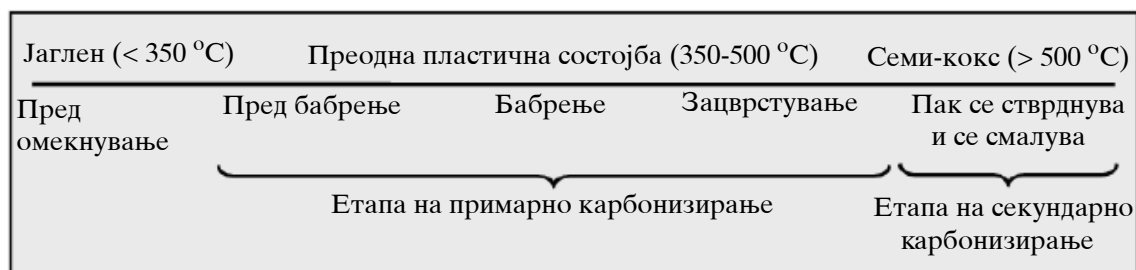 Јаглен (< 350 °C) Преодна пластична состојба (350-500 °C) Семи-кокс (> 500 °C)
Пред омекнување
Пред бабрење Бабрење Зацврстување Пак се стврднува
и се смалува
Етапа на примарно карбонизирање Етапа на секундарно
карбонизирање